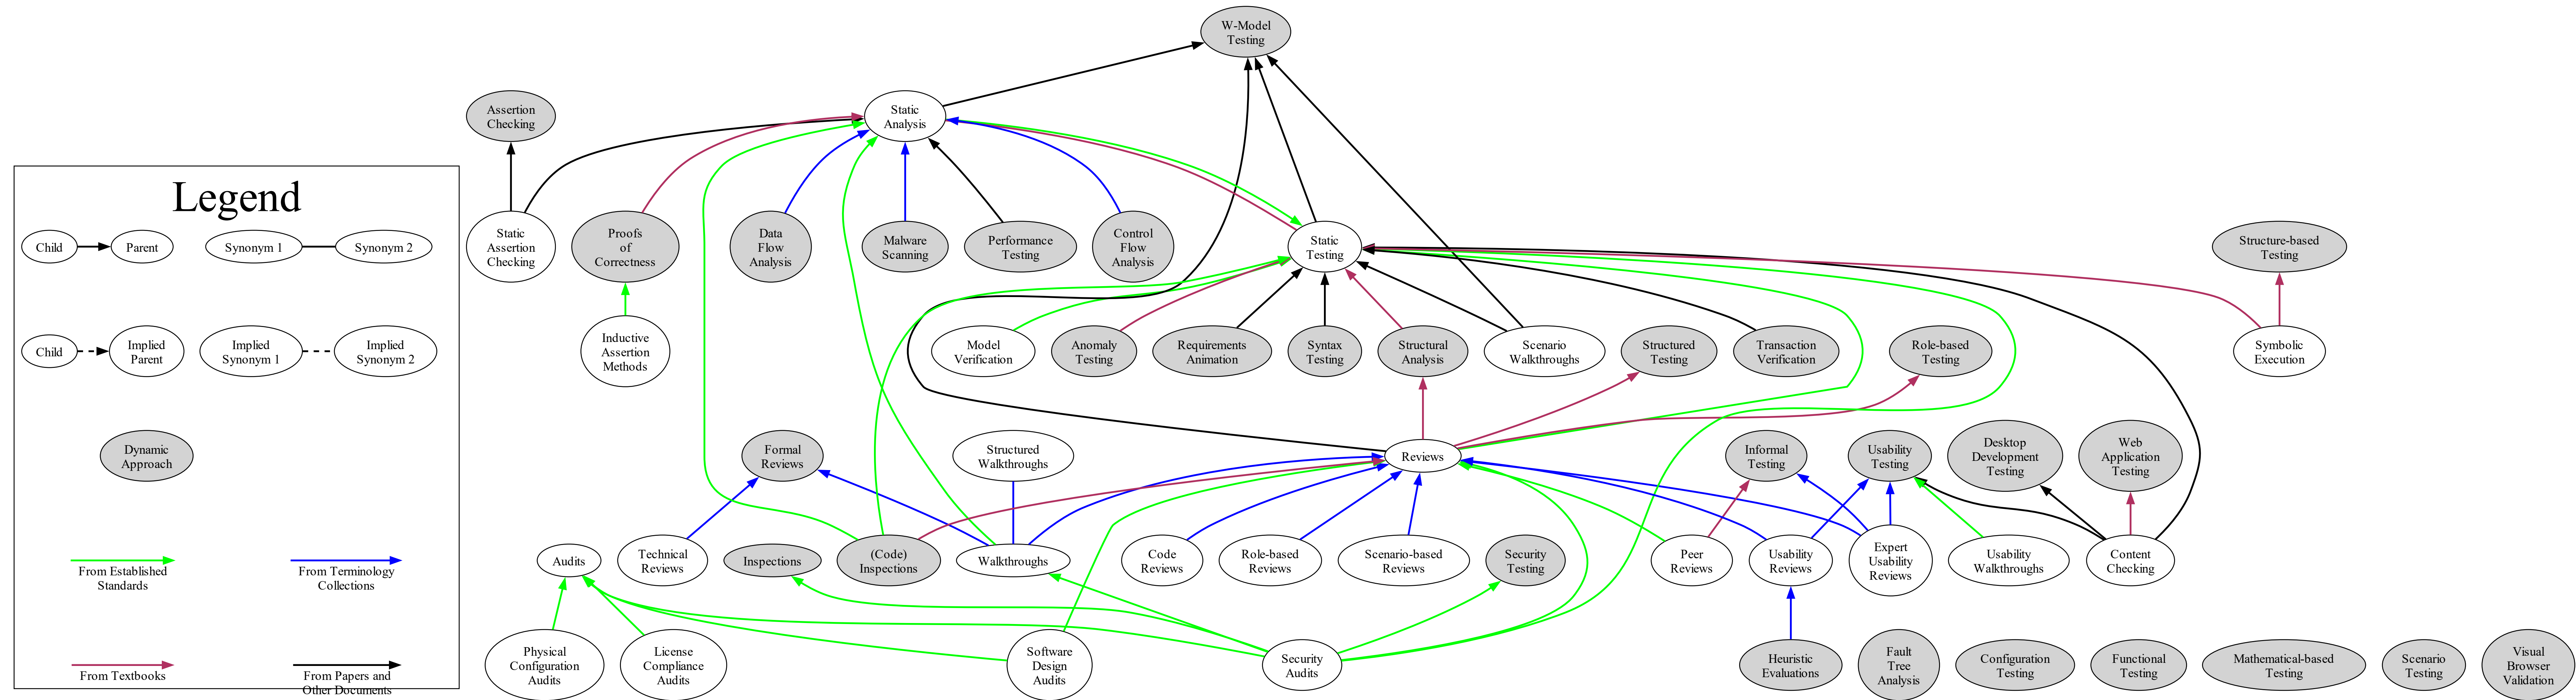 W-Model
Testing
Assertion
Checking
Static
Analysis
Legend
Child
Parent
Synonym 1
Synonym 2
Static
Assertion
Checking
Proofs
of
Correctness
Data
Flow
Analysis
Malware
Scanning
Performance
Testing
Control
Flow
Analysis
Static
Testing
Structure-based
Testing
Child
Implied
Parent
Implied
Synonym 1
Implied
Synonym 2
Inductive
Assertion
Methods
Model
Verification
Anomaly
Testing
Requirements
Animation
Syntax
Testing
Structural
Analysis
Scenario
Walkthroughs
Structured
Testing
Transaction
Verification
Role-based
Testing
Symbolic
Execution
Dynamic
Approach
Formal
Reviews
Structured
Walkthroughs
Reviews
Informal
Testing
Usability
Testing
Desktop
Development
Testing
Web
Application
Testing
From Established
Standards
From Terminology
Collections
Audits
Technical
Reviews
Inspections
(Code)
Inspections
Walkthroughs
Code
Reviews
Role-based
Reviews
Scenario-based
Reviews
Security
Testing
Peer
Reviews
Usability
Reviews
Expert
Usability
Reviews
Usability
Walkthroughs
Content
Checking
From Textbooks
From Papers and
Other Documents
Physical
Configuration
Audits
License
Compliance
Audits
Software
Design
Audits
Security
Audits
Heuristic
Evaluations
Fault
Tree
Analysis
Configuration
Testing
Functional
Testing
Mathematical-based
Testing
Scenario
Testing
Visual
Browser
Validation